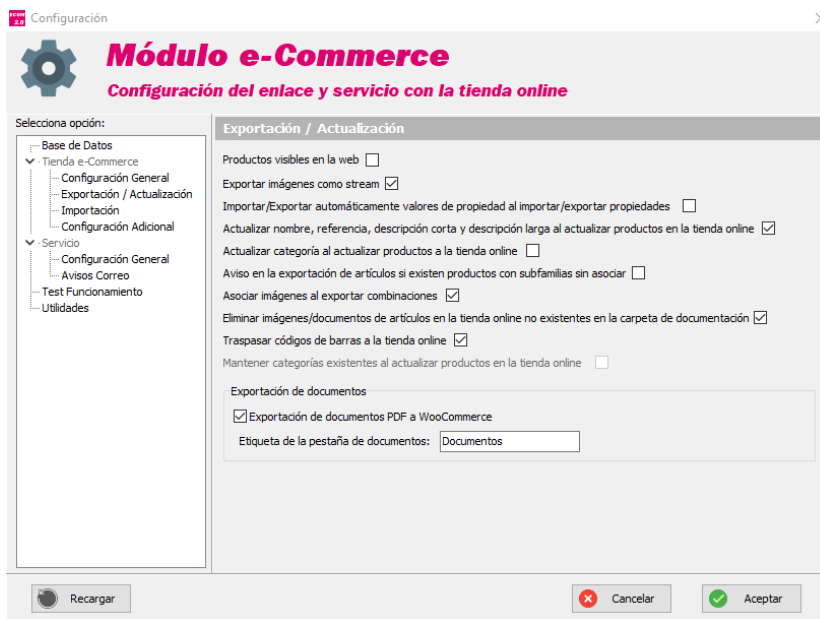 ECOM
2.0
Configuración
Módulo e-Commerce
Configuración del enlace y servicio con la tienda online
Selecciona opción:
Base de Datos
Tienda e-Commerce
Configuración General
Exportación / Actualización
Importación
Configuración Adicional
Servicio
Configuración General
Avisos Correo
Test Funcionamiento
Utilidades
Exportación / Actualización
Productos visibles en la web
Exportar imágenes como stream
Importar/Exportar automáticamente valores de propiedad al importar/exportar propiedades
Actualizar nombre, referencia, descripción corta y descripción larga al actualizar productos en la tienda online
Actualizar categoría al actualizar productos a la tienda online
Aviso en la exportación de artículos si existen productos con subfamilias sin asociar
Asociar imágenes al exportar combinaciones
Eliminar imágenes/documentos de artículos en la tienda online no existentes en la carpeta de documentación
Traspasar códigos de barras a la tienda online
Mantener categorías existentes al actualizar productos en la tienda online
Exportación de documentos
Exportación de documentos PDF a WooCommerce
Etiqueta de la pestaña de documentos: Documentos
Recargar
Cancelar
Aceptar